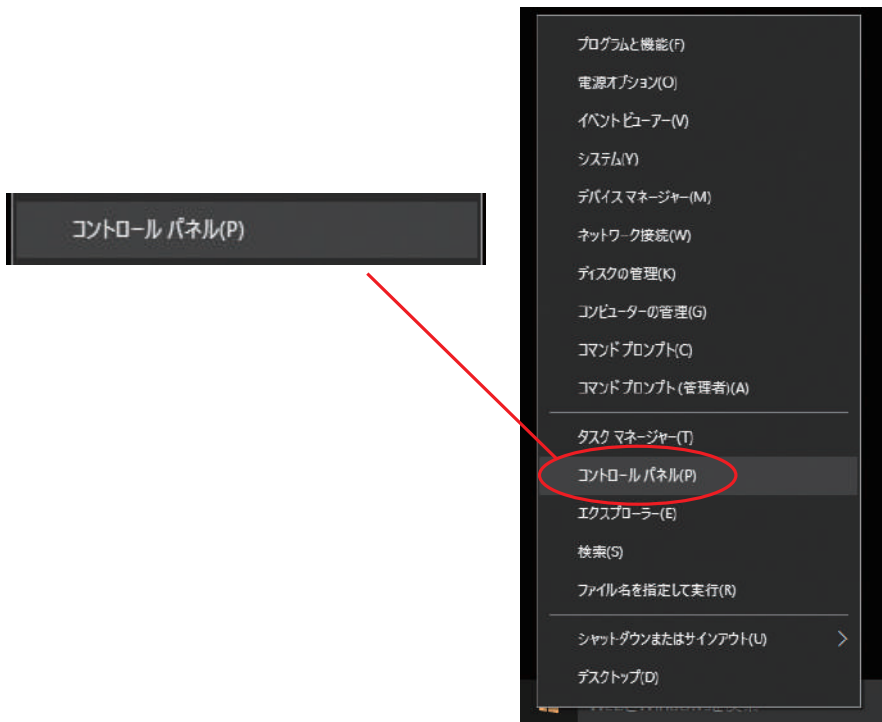 コントロール パネル(P)
プログラムと機能(F)
電源オプション(O)
イベント ビューアー(V)
システム(Y)
デバイス マネージャー(M)
ネットワーク接続(W)
ディスクの管理(K)
コンピューターの管理(G)
コマンド プロンプト(C)
コマンド プロンプト (管理者)(A)
タスク マネージャー(T)
コントロール パネル(P)
エクスプローラー(E)
検索(S)
ファイル名を指定して実行(R)
シャットダウンまたはサインアウト(U)
デスクトップ(D)